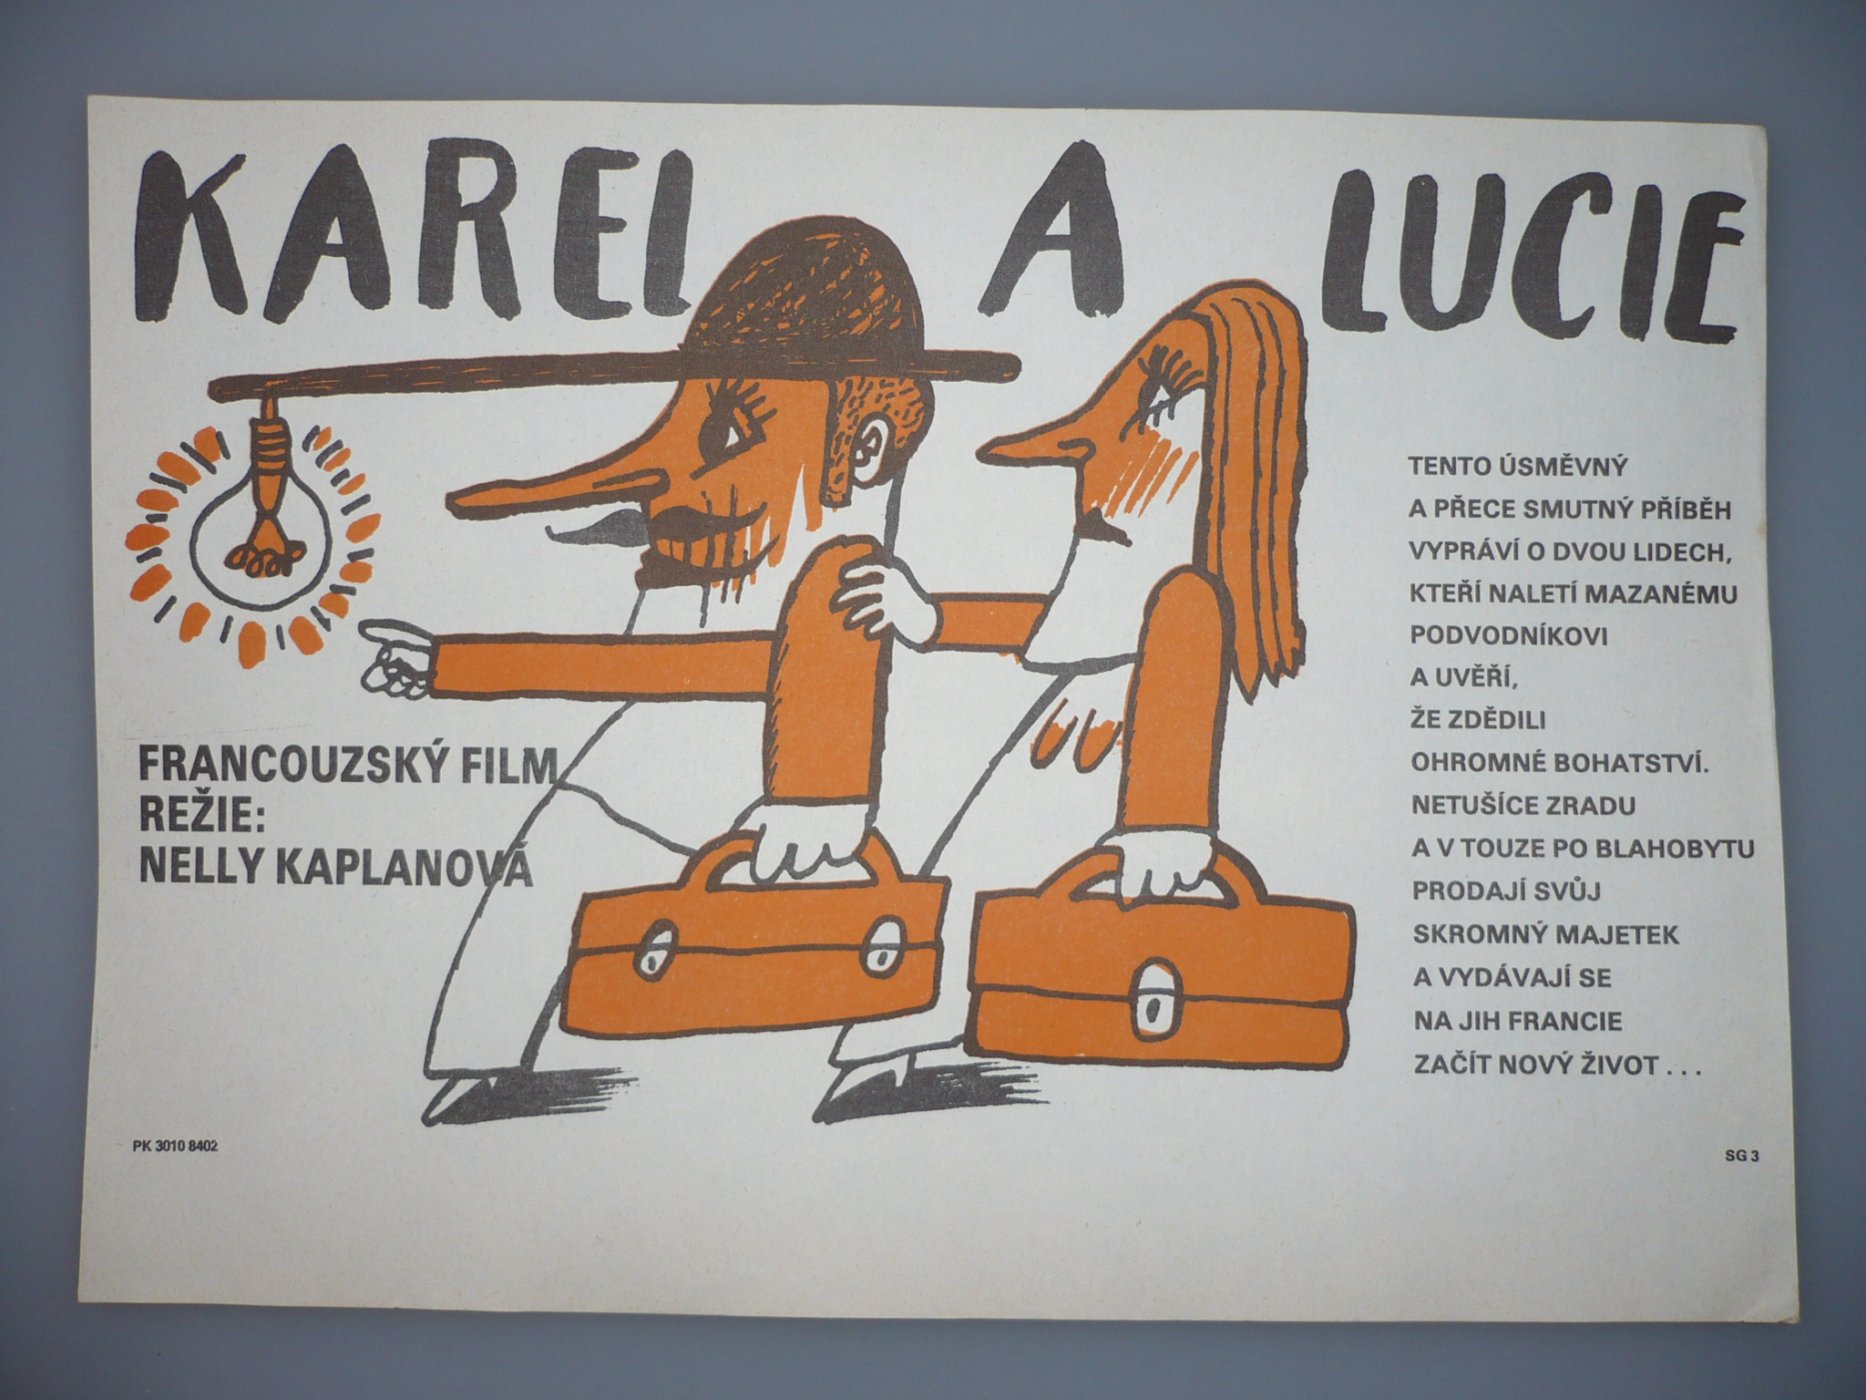 KAREL A LUCIE
FRANCOUZSKÝ FILM
REŽIE:
NELLY KAPLANOVÁ
TENTO ÚSMĚVNÝ
A PŘECE SMUTNÝ PŘÍBĚH
VYPRÁVÍ O DVOU LIDECH,
KTEŘÍ NALETÍ MAZANÉMU
PODVODNÍKOVI
A UVĚŘÍ,
ŽE ZDĚDILI
OHROMNÉ BOHATSTVÍ.
NETUŠÍCE ZRADU
A V TOUZE PO BLAHOBYTU
PRODAJÍ SVŮJ
SKROMNÝ MAJETEK
A VYDÁVAJÍ SE
NA JIH FRANCIE
ZAČÍT NOVÝ ŽIVOT...
PK 3010 8402
SG 3